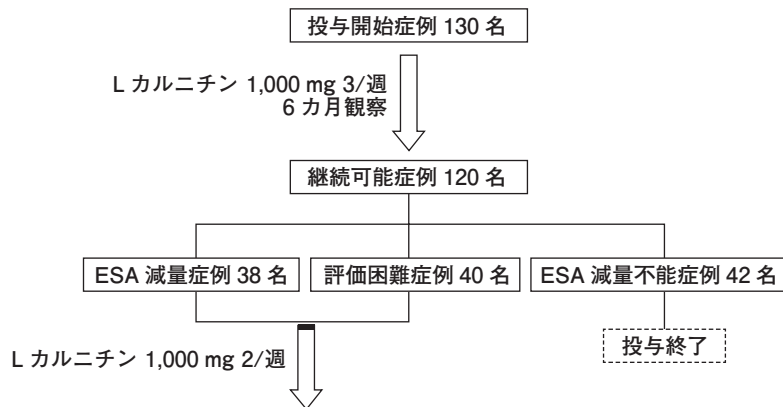 投与開始症例 130 名
L カルニチン 1,000 mg 3/週
6 カ月観察
継続可能症例 120 名
ESA 減量症例 38 名
評価困難症例 40 名
ESA 減量不能症例 42 名
L カルニチン 1,000 mg 2/週
投与終了